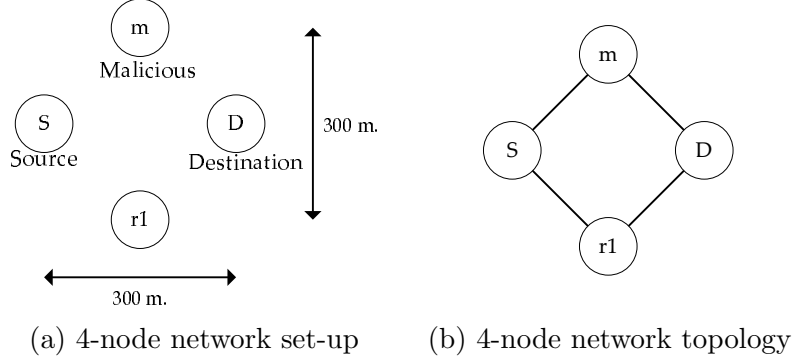 m
Malicious
S
Source
D
Destination
300 m.
r1
300 m.
(a) 4-node network set-up
m
S
D
r1
(b) 4-node network topology